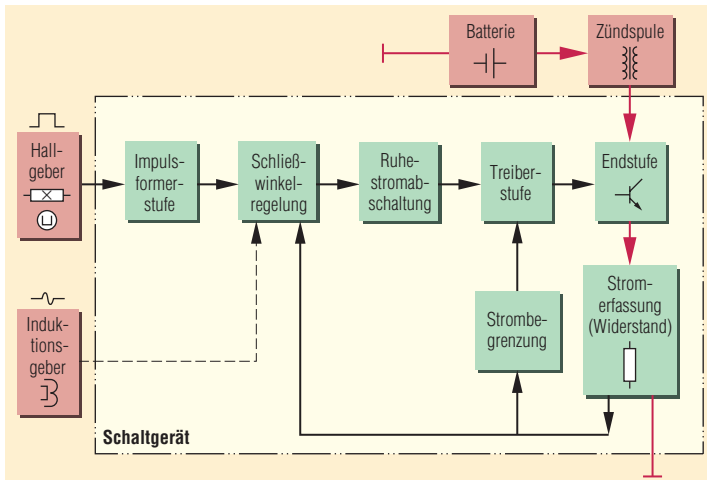 Batterie
Zündspule
Hall-
geber
Impuls-
former-
stufe
Schließ-
winkel-
regelung
Ruhe-
stromab-
schaltung
Treiber-
stufe
Endstufe
Induk-
tions-
geber
Strombe-
grenzung
Strom-
erfassung
(Widerstand)
Schaltgerät